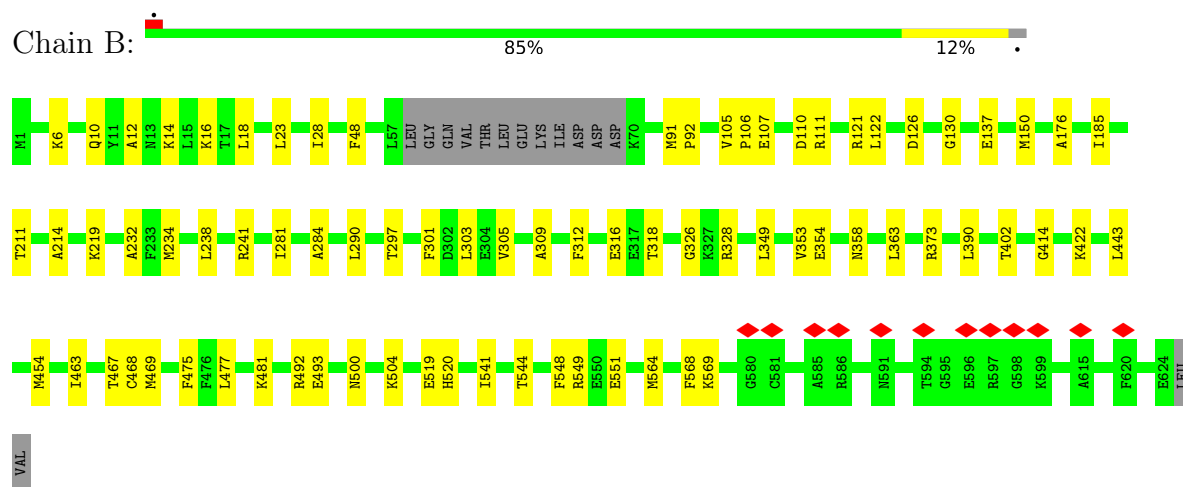 Chain B:
85% 12%
M1 K6 Q10 Y11 A12 N13 K14 L15 K16 T17 L18 L23 I28 F48 L57 LEU GLY GLN VAL THR LEU GLU LYS ILE ASP ASP ASP K70 M91 P92 V105 P106 E107 D110 R111 R121 L122 D126 G130 E137 M150 A176 I185
T211 A214 K219 A232 F233 M234 L238 R241 I281 A284 L290 T297 F301 D302 L303 E304 V305 A309 F312 E316 E317 T318 G326 K327 R328 L349 V353 E354 N358 L363 R373 L390 T402 G414 K422 L443
M454 I463 T467 C468 M469 F475 F476 L477 K481 R492 E493 N500 K504 E519 H520 I541 T544 F548 R549 E550 E551 M564 F568 K569 G580 C581 A585 R586 N591 T594 G595 E596 R597 G598 K599 A615 F620 E624 LEU
VAL